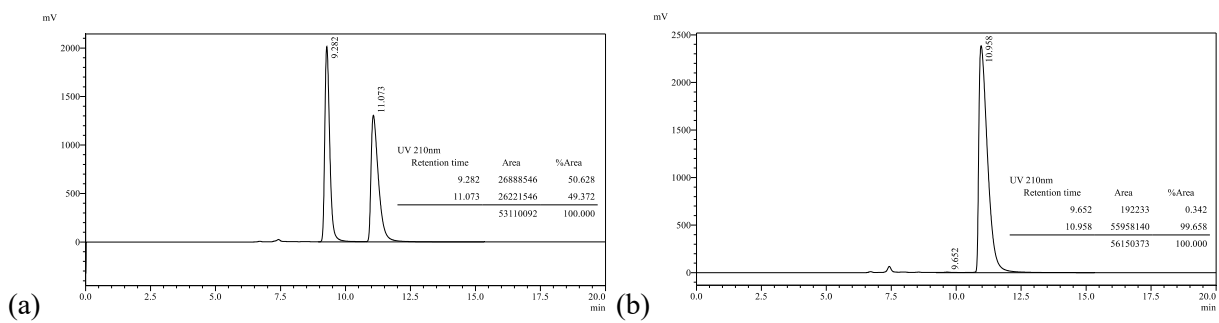 mV
2000
1500
1000
500
0
9.282
11.073
UV 210nm
Retention time Area %Area
9.282 26888546 50.628
11.073 26221546 49.372
53110092 100.000
0.0 2.5 5.0 7.5 10.0 12.5 15.0 17.5 20.0
min
(a)
mV
2500
2000
1500
1000
500
0
9.652
10.958
UV 210nm
Retention time Area %Area
9.652 192233 0.342
10.958 55958140 99.658
56150373 100.000
0.0 2.5 5.0 7.5 10.0 12.5 15.0 17.5 20.0
min
(b)